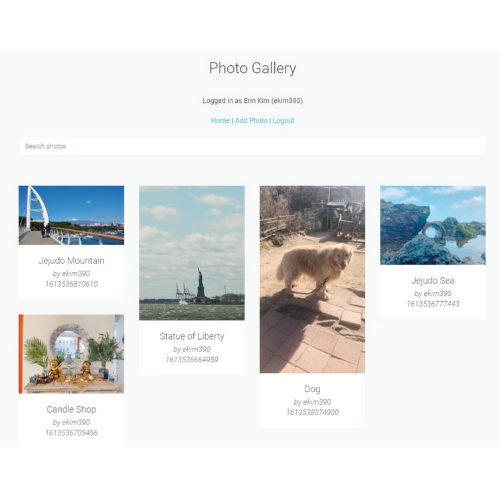 Photo Gallery
Logged in as Erin Kim (ekim390)
Home | Add Photo | Logout
Search photos
Jejudo Mountain
by ekim390
1613536810610
Candle Shop
by ekim390
1613536705456
Statue of Liberty
by ekim390
1613536664959
Dog
by ekim390
1613538074900
Jejudo Sea
by ekim390
1613536777443